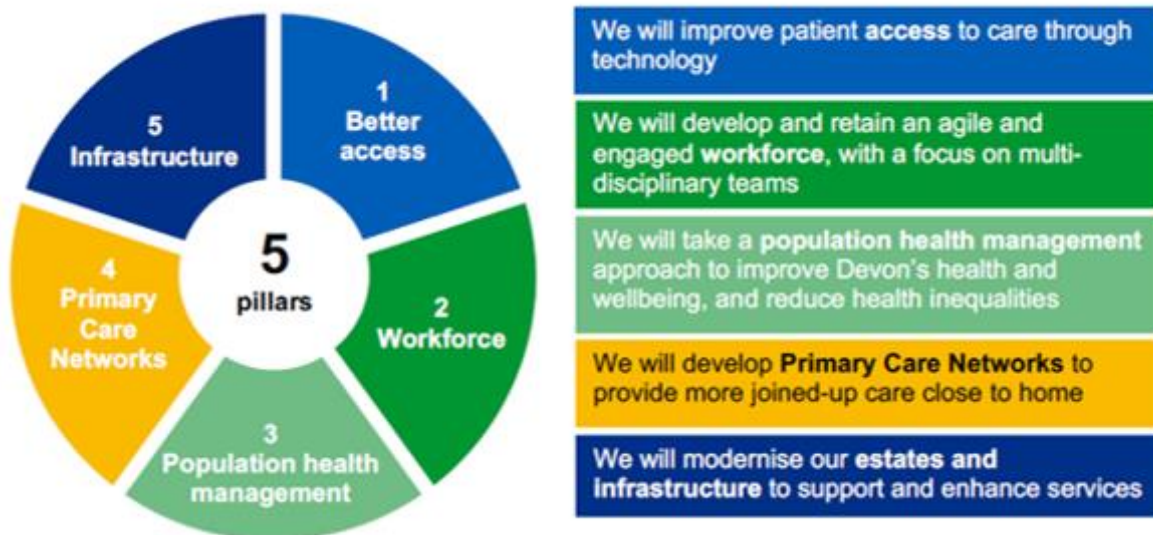 1
Better
access
2
Workforce
3
Population health
management
4
Primary
Care
Networks
5
Infrastructure
5
pillars
We will improve patient access to care through
technology
We will develop and retain an agile and
engaged workforce, with a focus on multi-
disciplinary teams
We will take a population health management
approach to improve Devon's health and
wellbeing, and reduce health inequalities
We will develop Primary Care Networks to
provide more joined-up care close to home
We will modernise our estates and
infrastructure to support and enhance services